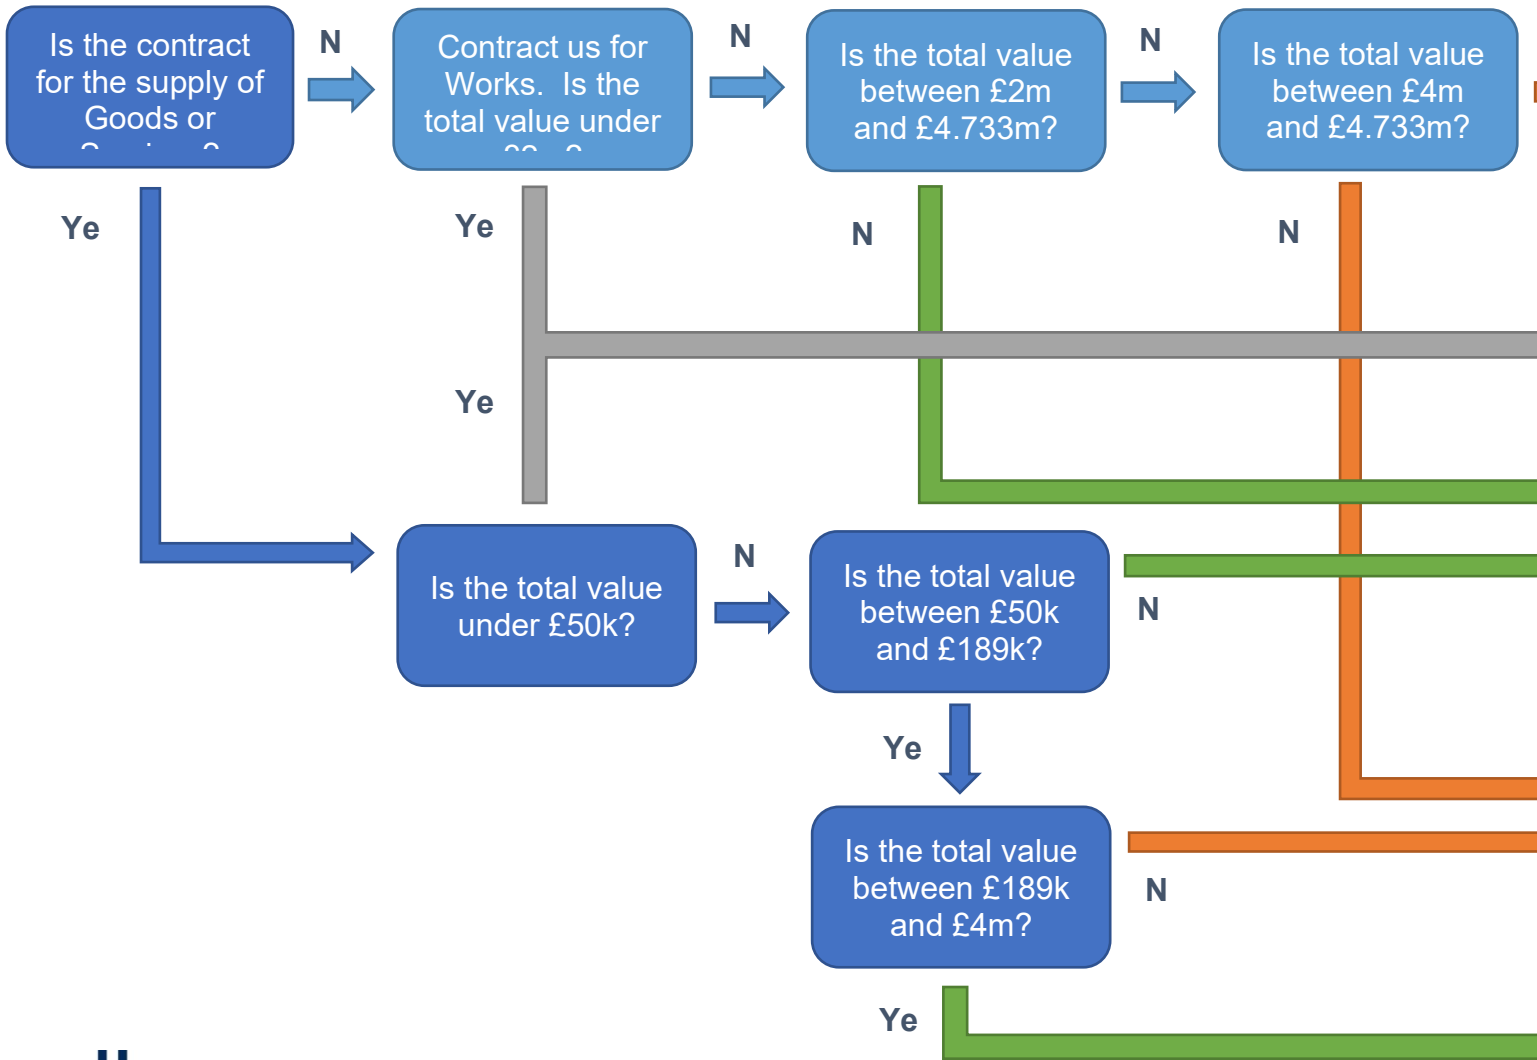 Is the contract
for the supply of
Goods or
N
Contract us for
Works. Is the
total value under
N
Is the total value
between £2m
and £4.733m?
N
Is the total value
between £4m
and £4.733m?
Ye
Ye
N
N
Ye
Is the total value
under £50k?
N
Is the total value
between £50k
and £189k?
N
Ye
Is the total value
between £189k
and £4m?
N
Ye